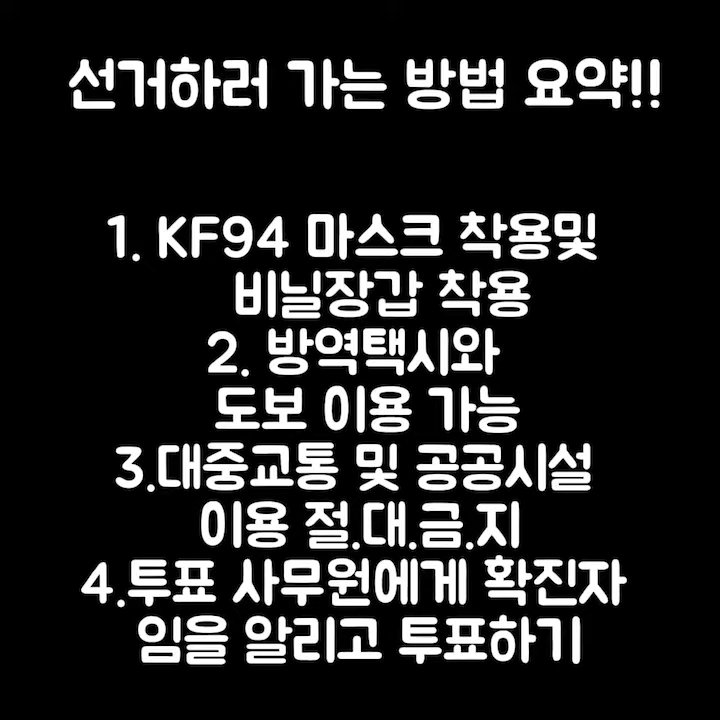 선거하러 가는 방법 요약!!
1. KF94 마스크 착용및
비닐장갑 착용
2. 방역택시와
도보 이용 가능
3.대중교통 및 공공시설
이용 절.대.금.지
4.투표 사무원에게 확진자
임을 알리고 투표하기